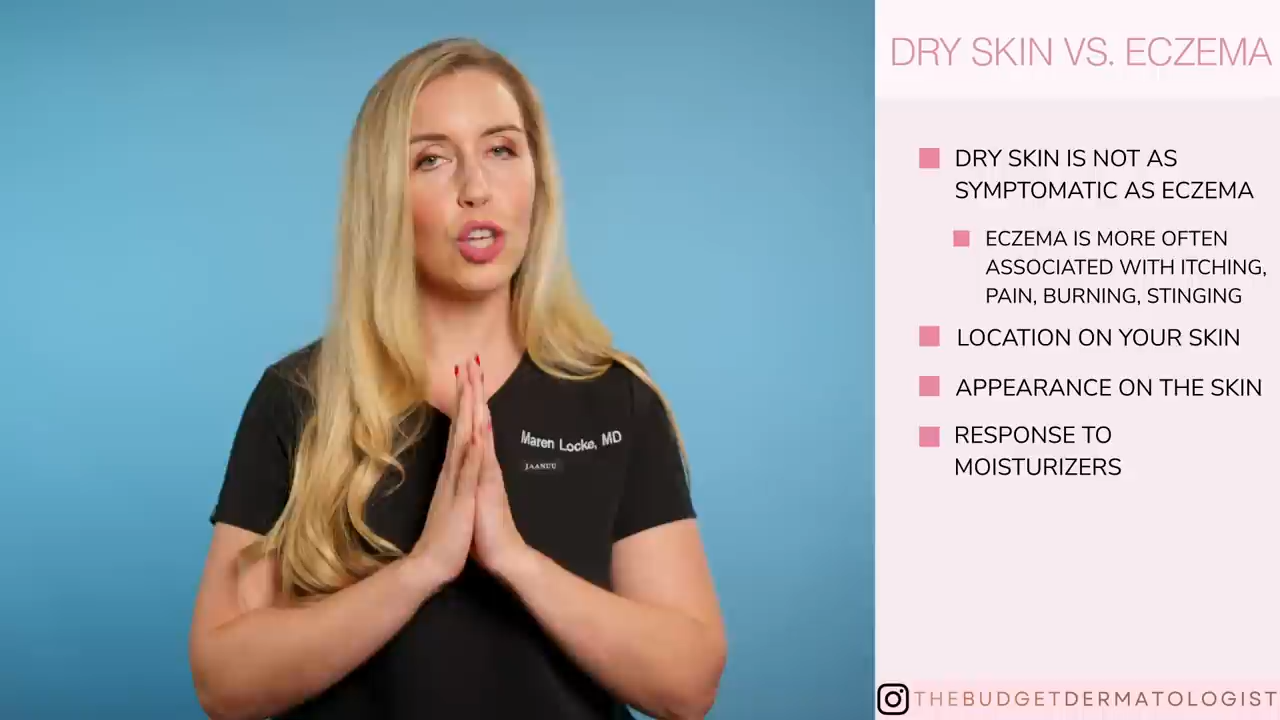 DRY SKIN VS. ECZEMA
DRY SKIN IS NOT AS
SYMPTOMATIC AS ECZEMA
ECZEMA IS MORE OFTEN
ASSOCIATED WITH ITCHING,
PAIN, BURNING, STINGING
LOCATION ON YOUR SKIN
APPEARANCE ON THE SKIN
RESPONSE TO
MOISTURIZERS
Maren Locke, MD
JAANUU
THEBUDGETDERMATOLOGIST